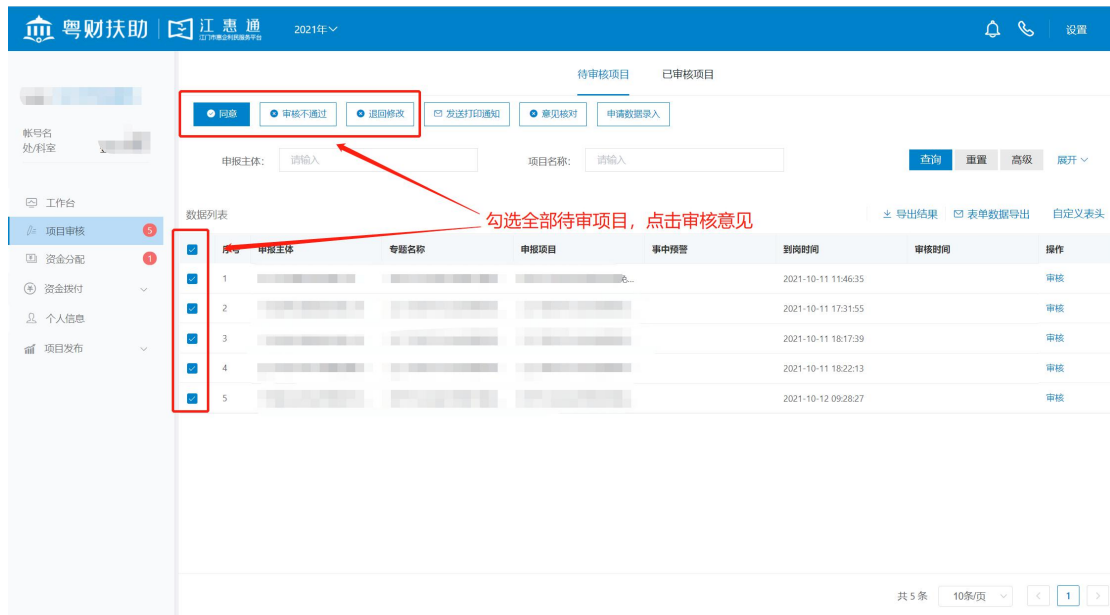 粤财扶助 江惠通 2021年 设置
江门市惠企利民服务平台
待审核项目 已审核项目
同意 审核不通过 退回修改 发送打印通知 意见核对 申请数据录入
帐号名
处/科室
申报主体: 请输入 项目名称: 请输入 查询 重置 高级 展开
工作台
项目审核 5
资金分配 1
资金拨付
个人信息
项目发布
数据列表 勾选全部待审项目，点击审核意见 导出结果 表单数据导出 自定义表头
序号 申报主体 专题名称 申报项目 事中预警 到岗时间 审核时间 操作
1 2021-10-11 11:46:35 审核
2 2021-10-11 17:31:55 审核
3 2021-10-11 18:17:39 审核
4 2021-10-11 18:22:13 审核
5 2021-10-12 09:28:27 审核
共 5 条 10条/页 1